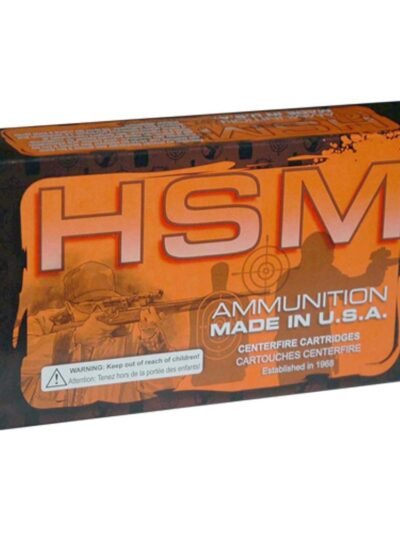 HSM
AMMUNITION
MADE IN U.S.A.
CENTERFIRE CARTRIDGES
CARTOUCHES CENTERFIRE
Established in 1968
WARNING: Keep out of reach of children!
Attention: Tenez hors de la portée des enfants!